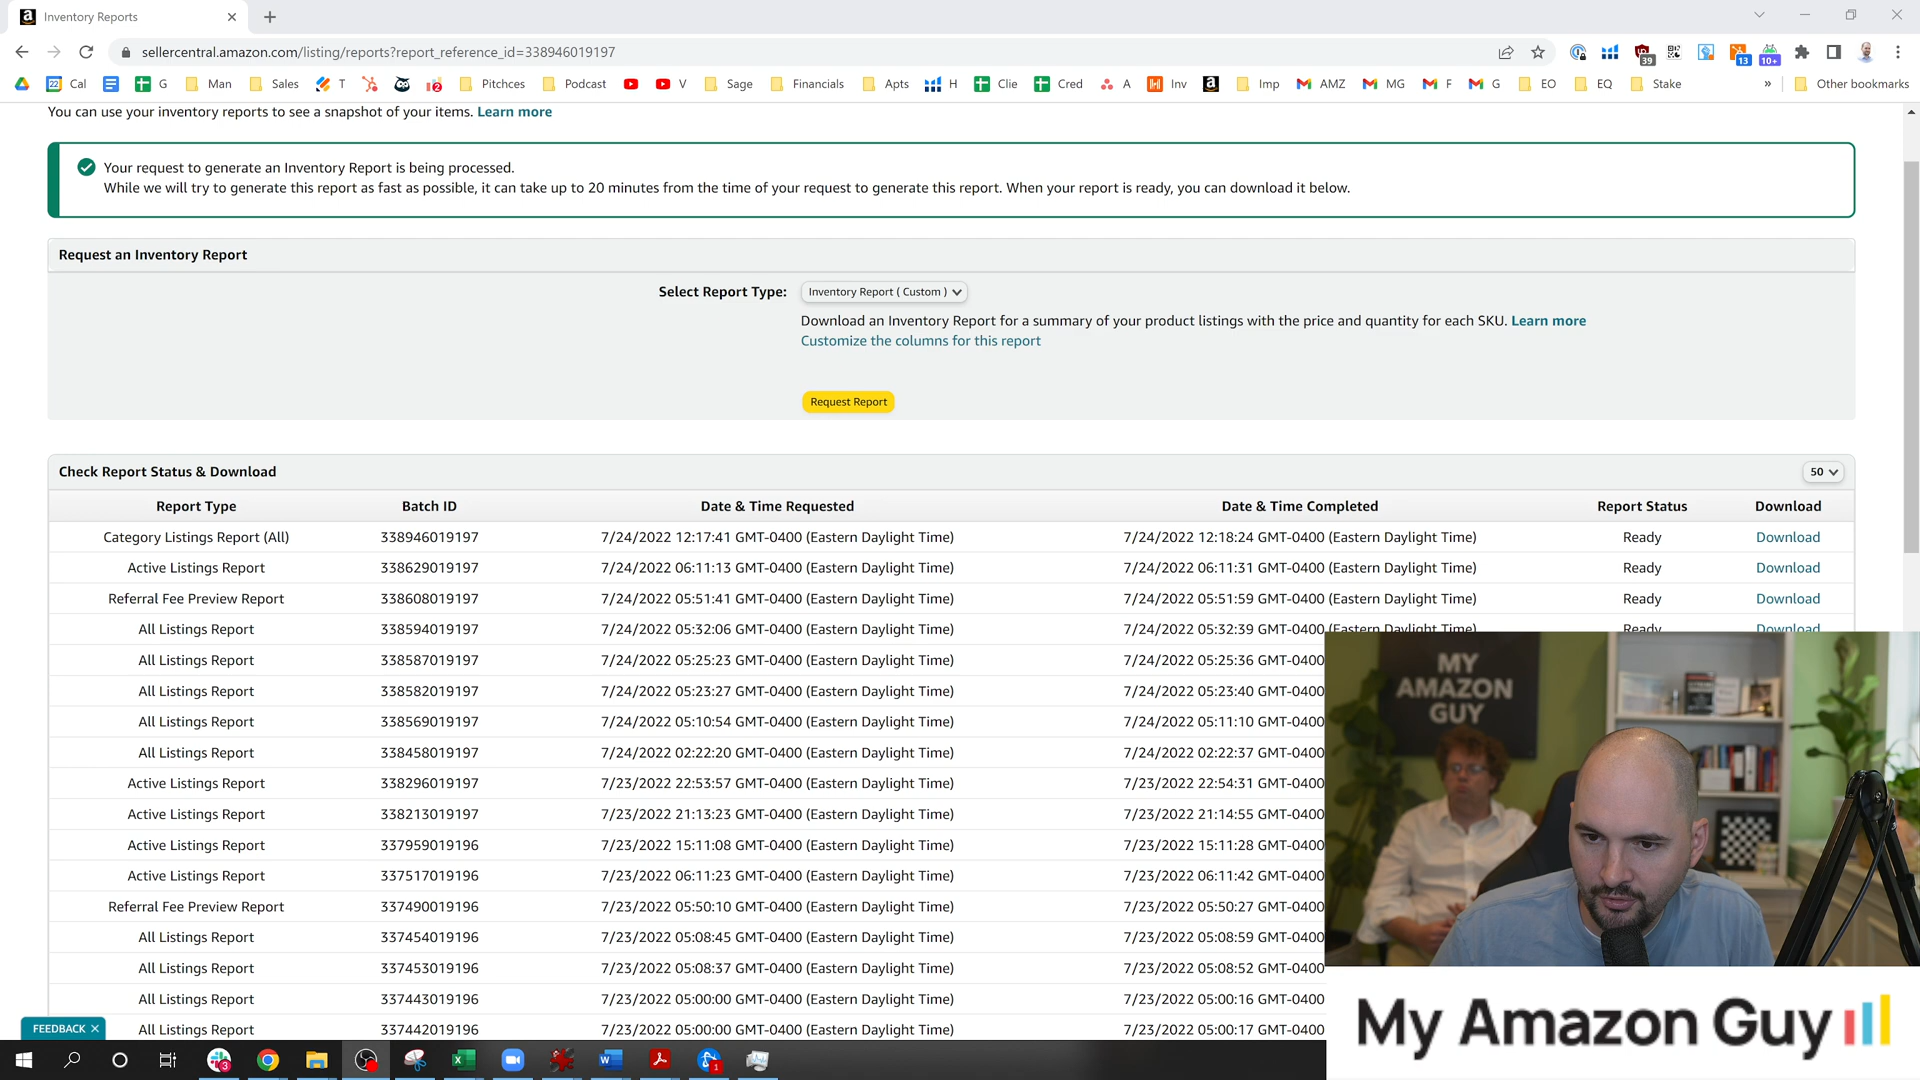 Inventory Reports
sellercentral.amazon.com/listing/reports?report_reference_id=338946019197
39
13
10+
22 Cal
G
Man
Sales
T
2
Pitchces
Podcast
V
Sage
Financials
Apts
H
Clie
Cred
A
Inv
Imp
AMZ
MG
F
G
EO
EQ
Stake
»
Other bookmarks
You can use your inventory reports to see a snapshot of your items. Learn more
Your request to generate an Inventory Report is being processed.
While we will try to generate this report as fast as possible, it can take up to 20 minutes from the time of your request to generate this report. When your report is ready, you can download it below.
Request an Inventory Report
Select Report Type: Inventory Report ( Custom )
Download an Inventory Report for a summary of your product listings with the price and quantity for each SKU. Learn more
Customize the columns for this report
Request Report
Check Report Status & Download 50
Report Type Batch ID Date & Time Requested Date & Time Completed Report Status Download
Category Listings Report (All) 338946019197 7/24/2022 12:17:41 GMT-0400 (Eastern Daylight Time) 7/24/2022 12:18:24 GMT-0400 (Eastern Daylight Time) Ready Download
Active Listings Report 338629019197 7/24/2022 06:11:13 GMT-0400 (Eastern Daylight Time) 7/24/2022 06:11:31 GMT-0400 (Eastern Daylight Time) Ready Download
Referral Fee Preview Report 338608019197 7/24/2022 05:51:41 GMT-0400 (Eastern Daylight Time) 7/24/2022 05:51:59 GMT-0400 (Eastern Daylight Time) Ready Download
All Listings Report 338594019197 7/24/2022 05:32:06 GMT-0400 (Eastern Daylight Time) 7/24/2022 05:32:39 GMT-0400 (Eastern Daylight Time) Ready Download
All Listings Report 338587019197 7/24/2022 05:25:23 GMT-0400 (Eastern Daylight Time) 7/24/2022 05:25:36 GMT-0400
All Listings Report 338582019197 7/24/2022 05:23:27 GMT-0400 (Eastern Daylight Time) 7/24/2022 05:23:40 GMT-0400
All Listings Report 338569019197 7/24/2022 05:10:54 GMT-0400 (Eastern Daylight Time) 7/24/2022 05:11:10 GMT-0400
All Listings Report 338458019197 7/24/2022 02:22:20 GMT-0400 (Eastern Daylight Time) 7/24/2022 02:22:37 GMT-0400
Active Listings Report 338296019197 7/23/2022 22:53:57 GMT-0400 (Eastern Daylight Time) 7/23/2022 22:54:31 GMT-0400
Active Listings Report 338213019197 7/23/2022 21:13:23 GMT-0400 (Eastern Daylight Time) 7/23/2022 21:14:55 GMT-0400
Active Listings Report 337959019196 7/23/2022 15:11:08 GMT-0400 (Eastern Daylight Time) 7/23/2022 15:11:28 GMT-0400
Active Listings Report 337517019196 7/23/2022 06:11:23 GMT-0400 (Eastern Daylight Time) 7/23/2022 06:11:42 GMT-0400
Referral Fee Preview Report 337490019196 7/23/2022 05:50:10 GMT-0400 (Eastern Daylight Time) 7/23/2022 05:50:27 GMT-0400
All Listings Report 337454019196 7/23/2022 05:08:45 GMT-0400 (Eastern Daylight Time) 7/23/2022 05:08:59 GMT-0400
All Listings Report 337453019196 7/23/2022 05:08:37 GMT-0400 (Eastern Daylight Time) 7/23/2022 05:08:52 GMT-0400
All Listings Report 337443019196 7/23/2022 05:00:00 GMT-0400 (Eastern Daylight Time) 7/23/2022 05:00:16 GMT-0400
All Listings Report 337442019196 7/23/2022 05:00:00 GMT-0400 (Eastern Daylight Time) 7/23/2022 05:00:17 GMT-0400
MY
AMAZON
GUY
FEEDBACK
My Amazon Guy
3
1